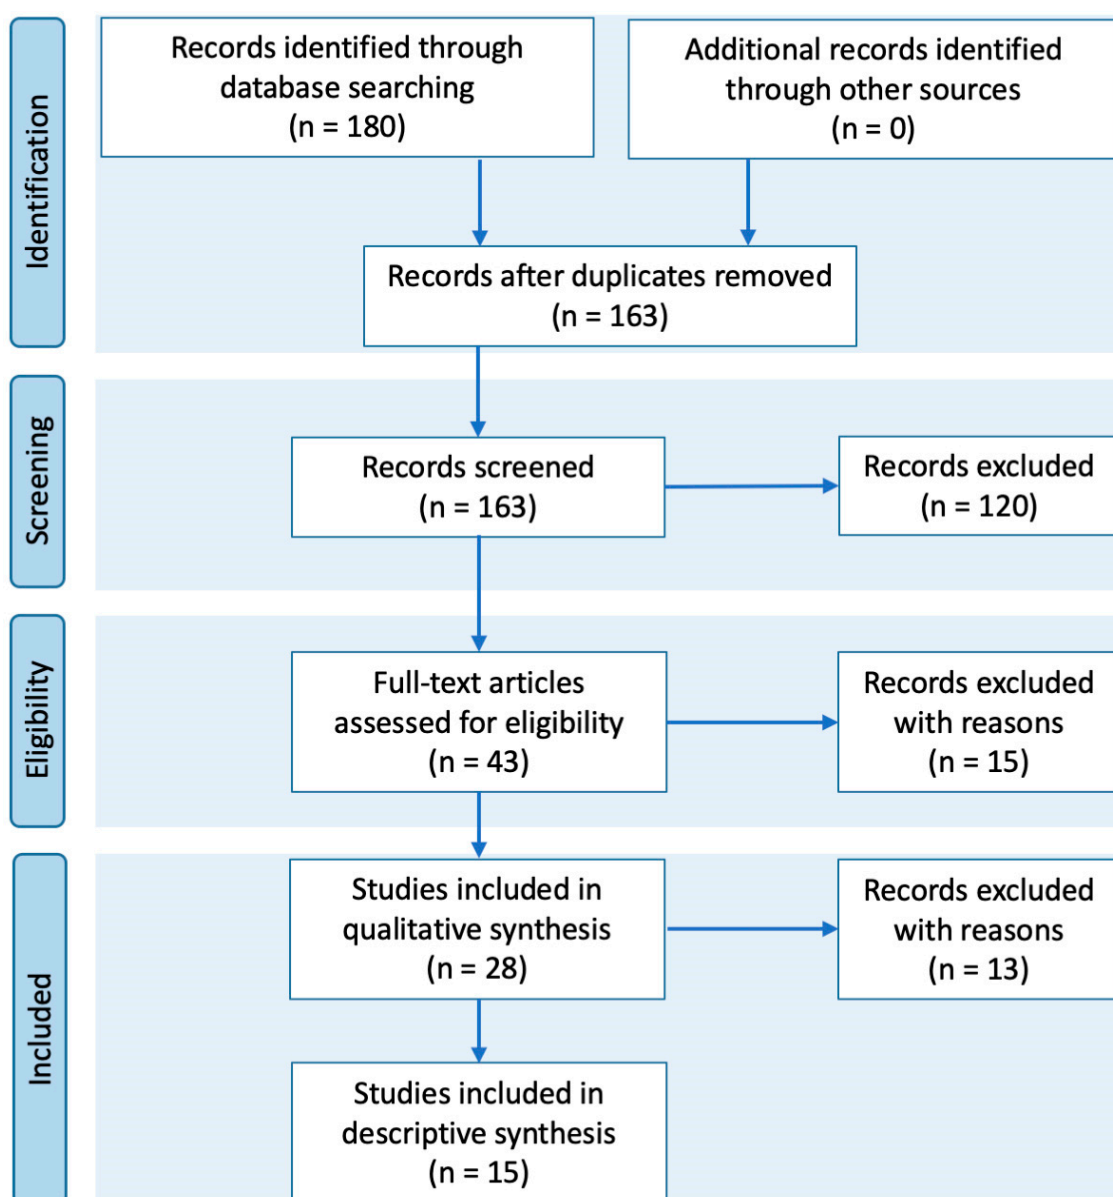 Identification
Records identified through
database searching
(n = 180)
Additional records identified
through other sources
(n = 0)
Records after duplicates removed
(n = 163)
Screening
Records screened
(n = 163)
Records excluded
(n = 120)
Eligibility
Full-text articles
assessed for eligibility
(n = 43)
Records excluded
with reasons
(n = 15)
Included
Studies included in
qualitative synthesis
(n = 28)
Records excluded
with reasons
(n = 13)
Studies included in
descriptive synthesis
(n = 15)